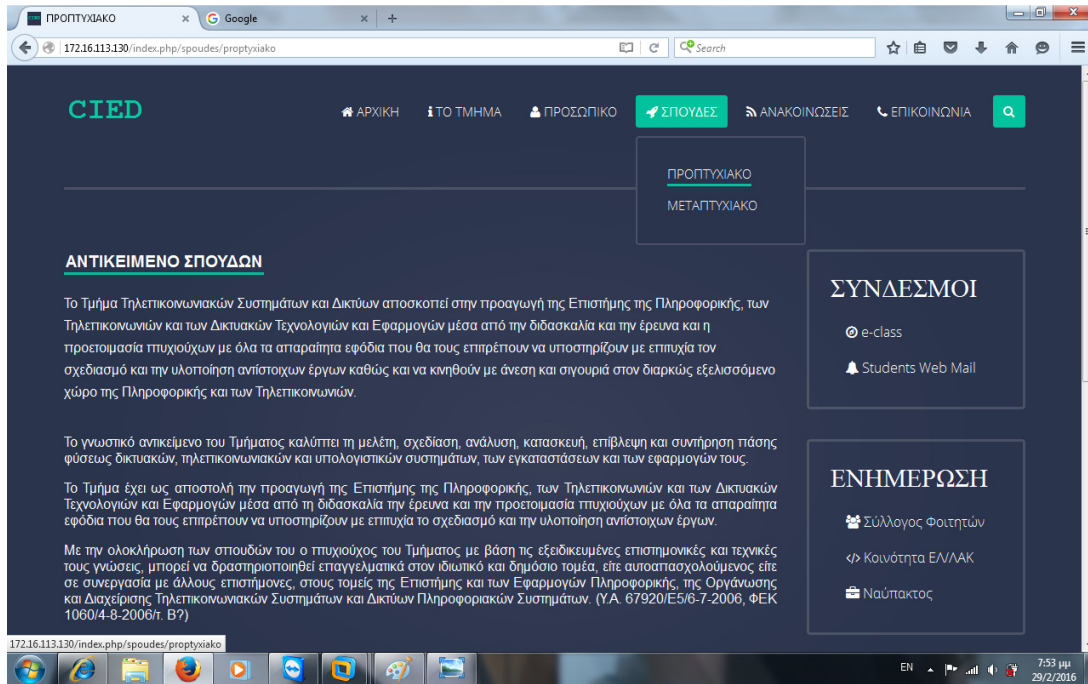 ΠΡΟΠΤΥΧΙΑΚΟ
Google
172.16.113.130/index.php/spoudes/proptyxiako
Search
CIED
ΑΡΧΙΚΗ ΤΟ ΤΜΗΜΑ ΠΡΟΣΩΠΙΚΟ ΣΠΟΥΔΕΣ ΑΝΑΚΟΙΝΩΣΕΙΣ ΕΠΙΚΟΙΝΩΝΙΑ
ΠΡΟΠΤΥΧΙΑΚΟ
ΜΕΤΑΠΤΥΧΙΑΚΟ
ΑΝΤΙΚΕΙΜΕΝΟ ΣΠΟΥΔΩΝ
Το Τμήμα Τηλεπικοινωνιακών Συστημάτων και Δικτύων αποσκοπεί στην προαγωγή της Επιστήμης της Πληροφορικής, των
Τηλεπικοινωνιών και των Δικτυακών Τεχνολογιών και Εφαρμογών μέσα από την διδασκαλία και την έρευνα και η
προετοιμασία πτυχιούχων με όλα τα απαραίτητα εφόδια που θα τους επιτρέπουν να υποστηρίζουν με επιτυχία τον
σχεδιασμό και την υλοποίηση αντίστοιχων έργων καθώς και να κινηθούν με άνεση και σιγουριά στον διαρκώς εξελισσόμενο
χώρο της Πληροφορικής και των Τηλεπικοινωνιών.
Το γνωστικό αντικείμενο του Τμήματος καλύπτει τη μελέτη, σχεδίαση, ανάλυση, κατασκευή, επίβλεψη και συντήρηση πάσης
φύσεως δικτυακών, τηλεπικοινωνιακών και υπολογιστικών συστημάτων, των εγκαταστάσεων και των εφαρμογών τους.
Το Τμήμα έχει ως αποστολή την προαγωγή της Επιστήμης της Πληροφορικής, των Τηλεπικοινωνιών και των Δικτυακών
Τεχνολογιών και Εφαρμογών μέσα από τη διδασκαλία την έρευνα και την προετοιμασία πτυχιούχων με όλα τα απαραίτητα
εφόδια που θα τους επιτρέπουν να υποστηρίζουν με επιτυχία το σχεδιασμό και την υλοποίηση αντίστοιχων έργων.
Με την ολοκλήρωση των σπουδών του ο πτυχιούχος του Τμήματος με βάση τις εξειδικευμένες επιστημονικές και τεχνικές
τους γνώσεις, μπορεί να δραστηριοποιηθεί επαγγελματικά στον ιδιωτικό και δημόσιο τομέα, είτε αυτοαπασχολούμενος είτε
σε συνεργασία με άλλους επιστήμονες, στους τομείς της Επιστήμης και των Εφαρμογών Πληροφορικής, της Οργάνωσης
και Διαχείρισης Τηλεπικοινωνιακών Συστημάτων και Δικτύων Πληροφοριακών Συστημάτων. (Υ.Α. 67920/Ε5/6-7-2006, ΦΕΚ
1060/4-8-2006/τ. Β?)
ΣΥΝΔΕΣΜΟΙ
e-class
Students Web Mail
ΕΝΗΜΕΡΩΣΗ
Σύλλογος Φοιτητών
Κοινότητα ΕΛ/ΛΑΚ
Ναύπακτος
172.16.113.130/index.php/spoudes/proptyxiako
EN
7:53 μμ
29/2/2016